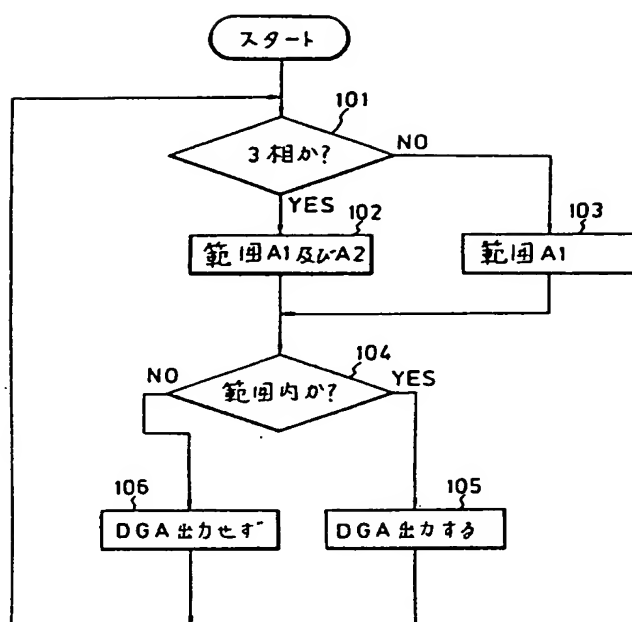 スタート
101
3相か?
NO
YES
102
範囲A1及びA2
103
範囲A1
104
NO
範囲内か?
YES
106
DGA出力せず
105
DGA出力する